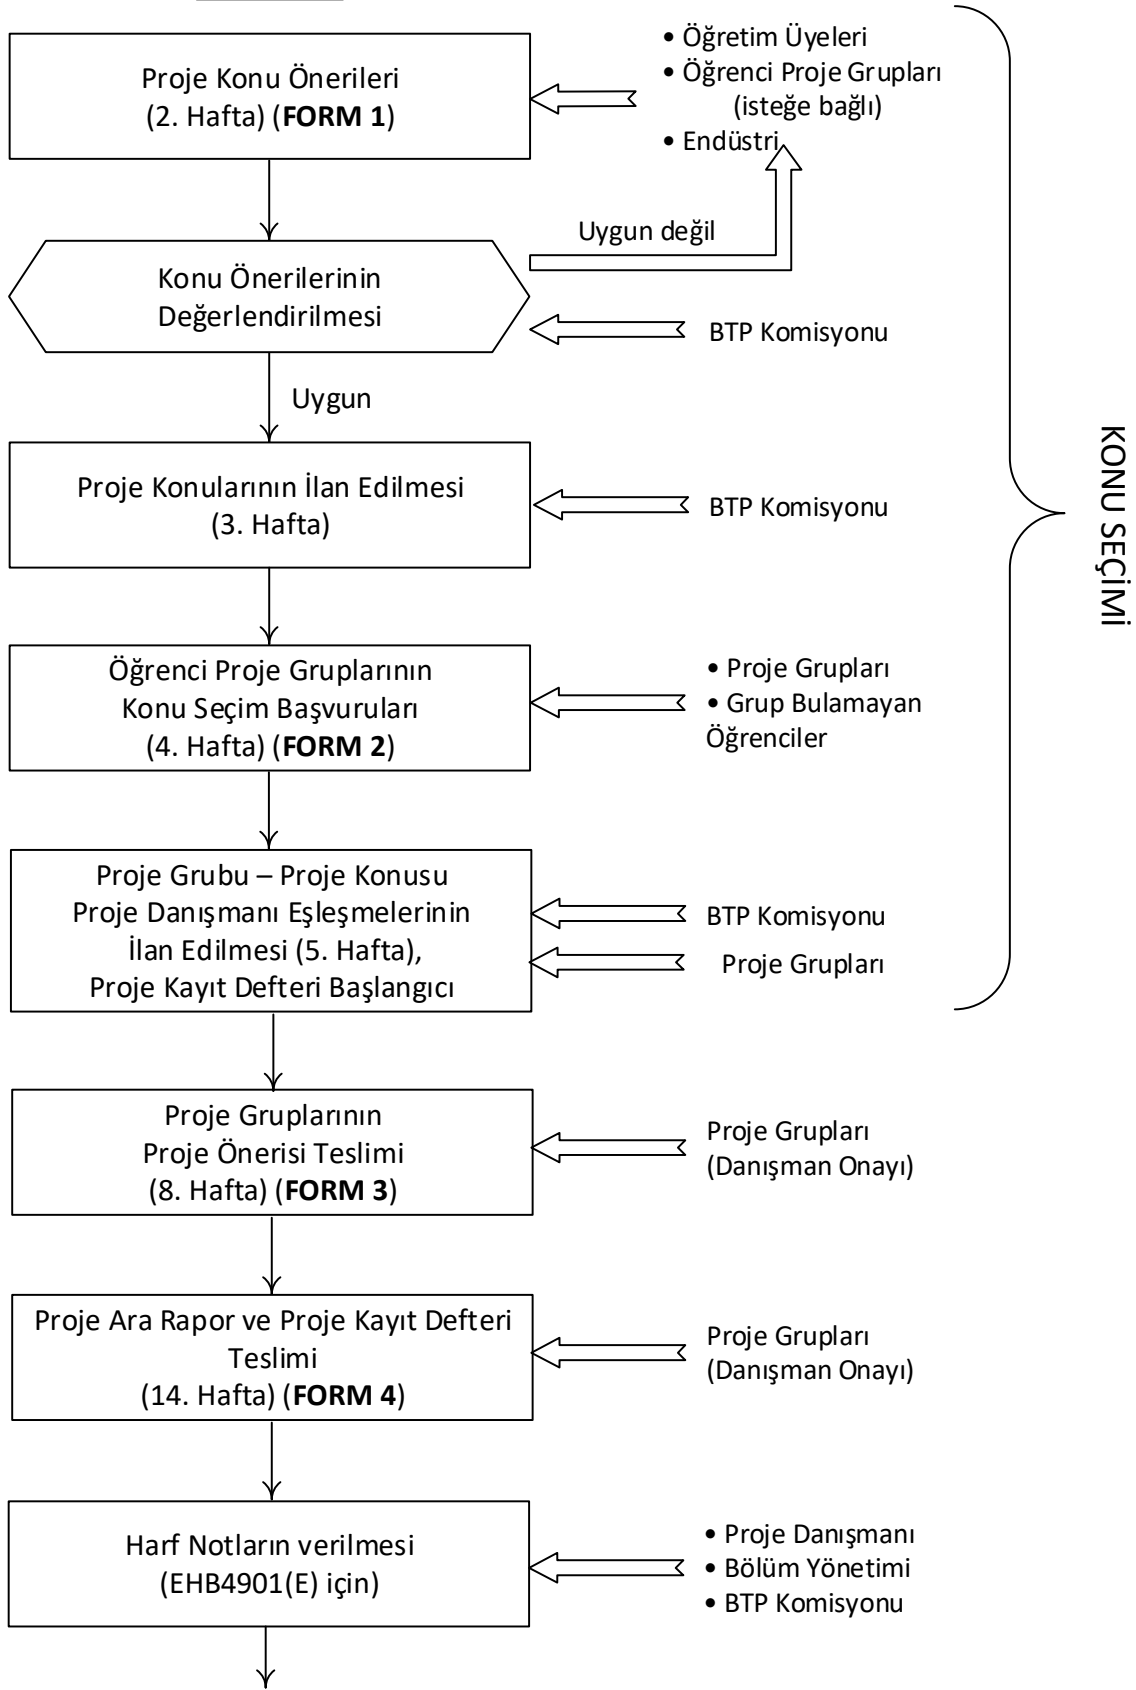 Proje Konu Önerileri
(2. Hafta) (FORM 1)
• Öğretim Üyeleri
• Öğrenci Proje Grupları
(isteğe bağlı)
• Endüstri
Uygun değil
Konu Önerilerinin
Değerlendirilmesi
BTP Komisyonu
Uygun
Proje Konularının İlan Edilmesi
(3. Hafta)
BTP Komisyonu
KONU SEÇİMİ
Öğrenci Proje Gruplarının
Konu Seçim Başvuruları
(4. Hafta) (FORM 2)
• Proje Grupları
• Grup Bulamayan
Öğrenciler
Proje Grubu – Proje Konusu
Proje Danışmanı Eşleşmelerinin
İlan Edilmesi (5. Hafta),
Proje Kayıt Defteri Başlangıcı
BTP Komisyonu
Proje Grupları
Proje Gruplarının
Proje Önerisi Teslimi
(8. Hafta) (FORM 3)
Proje Grupları
(Danışman Onayı)
Proje Ara Rapor ve Proje Kayıt Defteri
Teslimi
(14. Hafta) (FORM 4)
Proje Grupları
(Danışman Onayı)
Harf Notların verilmesi
(EHB4901(E) için)
• Proje Danışmanı
• Bölüm Yönetimi
• BTP Komisyonu